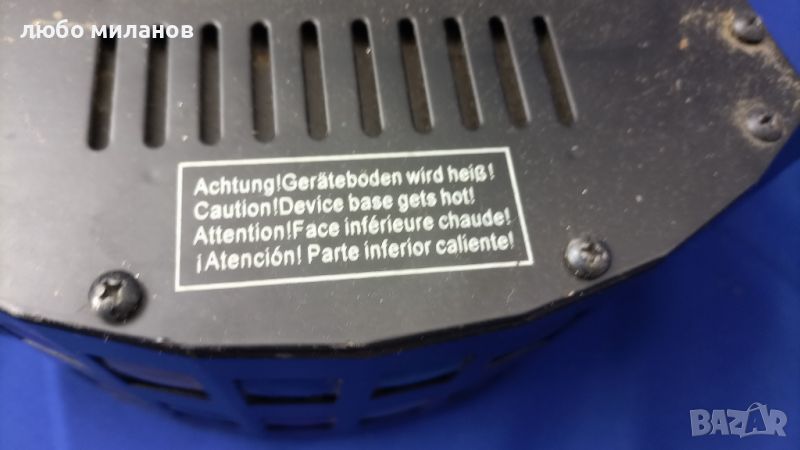 любо миланов
Achtung!Geräteböden wird heiß!
Caution!Device base gets hot!
Attention!Face inférieure chaude!
¡Atención! Parte inferior caliente!
BAZAR